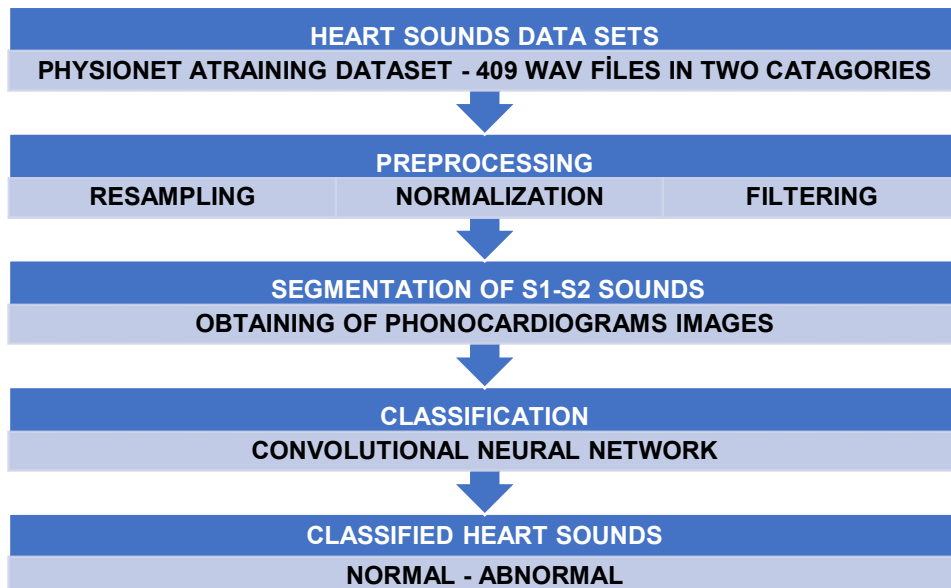 HEART SOUNDS DATA SETS
PHYSIONET ATRAINING DATASET - 409 WAV FİLES IN TWO CATAGORIES
PREPROCESSING
RESAMPLING NORMALIZATION FILTERING
SEGMENTATION OF S1-S2 SOUNDS
OBTAINING OF PHONOCARDIOGRAMS IMAGES
CLASSIFICATION
CONVOLUTIONAL NEURAL NETWORK
CLASSIFIED HEART SOUNDS
NORMAL - ABNORMAL